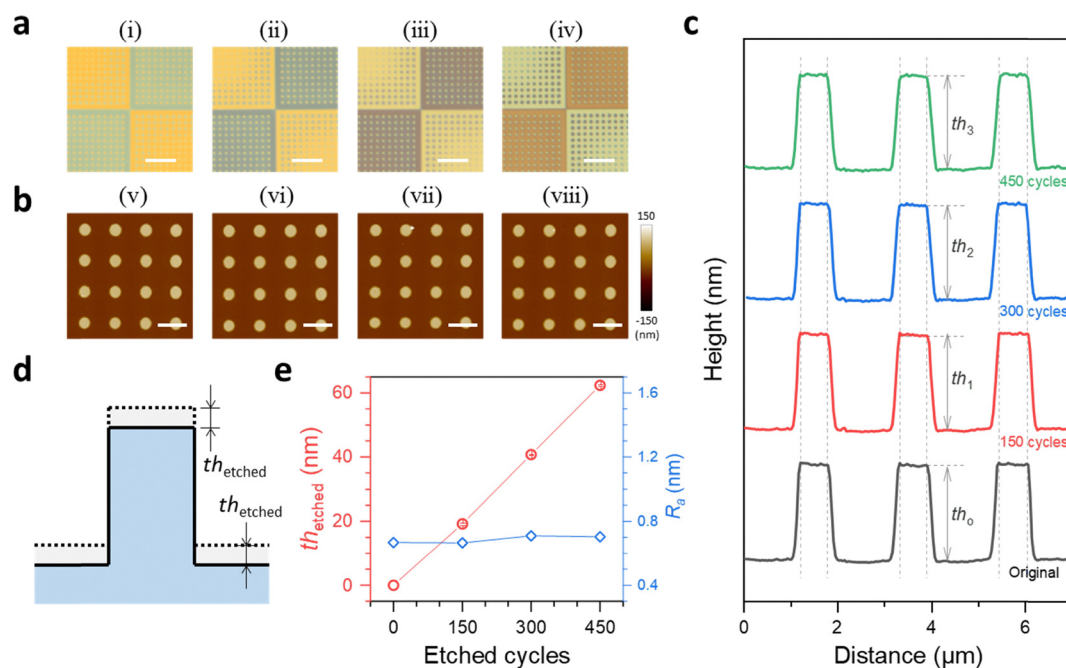 a
(i)
(ii)
(iii)
(iv)
b
(v)
(vi)
(vii)
(viii)
150
-150
(nm)
c
Height (nm)
th3
450 cycles
th2
300 cycles
th1
150 cycles
tho
Original
0
2
4
6
Distance (µm)
d
thetched
thetched
e
thetched (nm)
60
40
20
0
1.6
1.2
0.8
0.4
Ra (nm)
0
150
300
450
Etched cycles